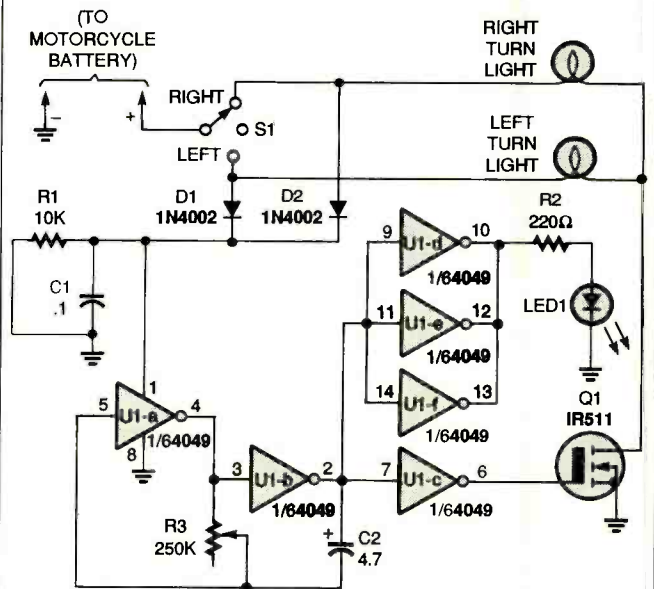 (TO
MOTORCYCLE
BATTERY)
−
+
RIGHT
S1
LEFT
RIGHT
TURN
LIGHT
LEFT
TURN
LIGHT
R1
10K
D1
1N4002
D2
1N4002
C1
.1
R2
220Ω
LED1
9
U1-d
10
1/64049
11
U1-e
12
1/64049
14
U1-f
13
1/64049
Q1
IR511
1
5
U1-a
4
1/64049
8
3
U1-b
2
1/64049
7
U1-c
6
1/64049
R3
250K
+
C2
4.7